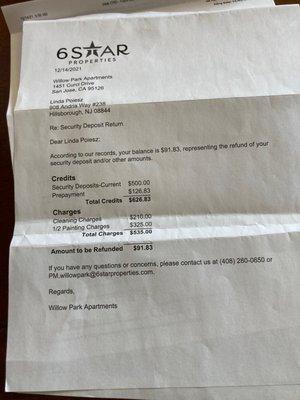 6STAR
PROPERTIES
12/14/2021
Willow Park Apartments
1451 Curci Drive
San Jose, CA 95126
Linda Poiesz
908 Andria Way #238
Hillsborough, NJ 08844
Re: Security Deposit Return.
Dear Linda Poiesz:
According to our records, your balance is $91.83, representing the refund of your
security deposit and/or other amounts.
Credits
Security Deposits-Current $500.00
Prepayment $126.83
Total Credits $626.83
Charges
Cleaning Charges $210.00
1/2 Painting Charges $325.00
Total Charges $535.00
Amount to be Refunded $91.83
If you have any questions or concerns, please contact us at (408) 280-0650 or
PM.willowpark@6starproperties.com.
Regards,
Willow Park Apartments